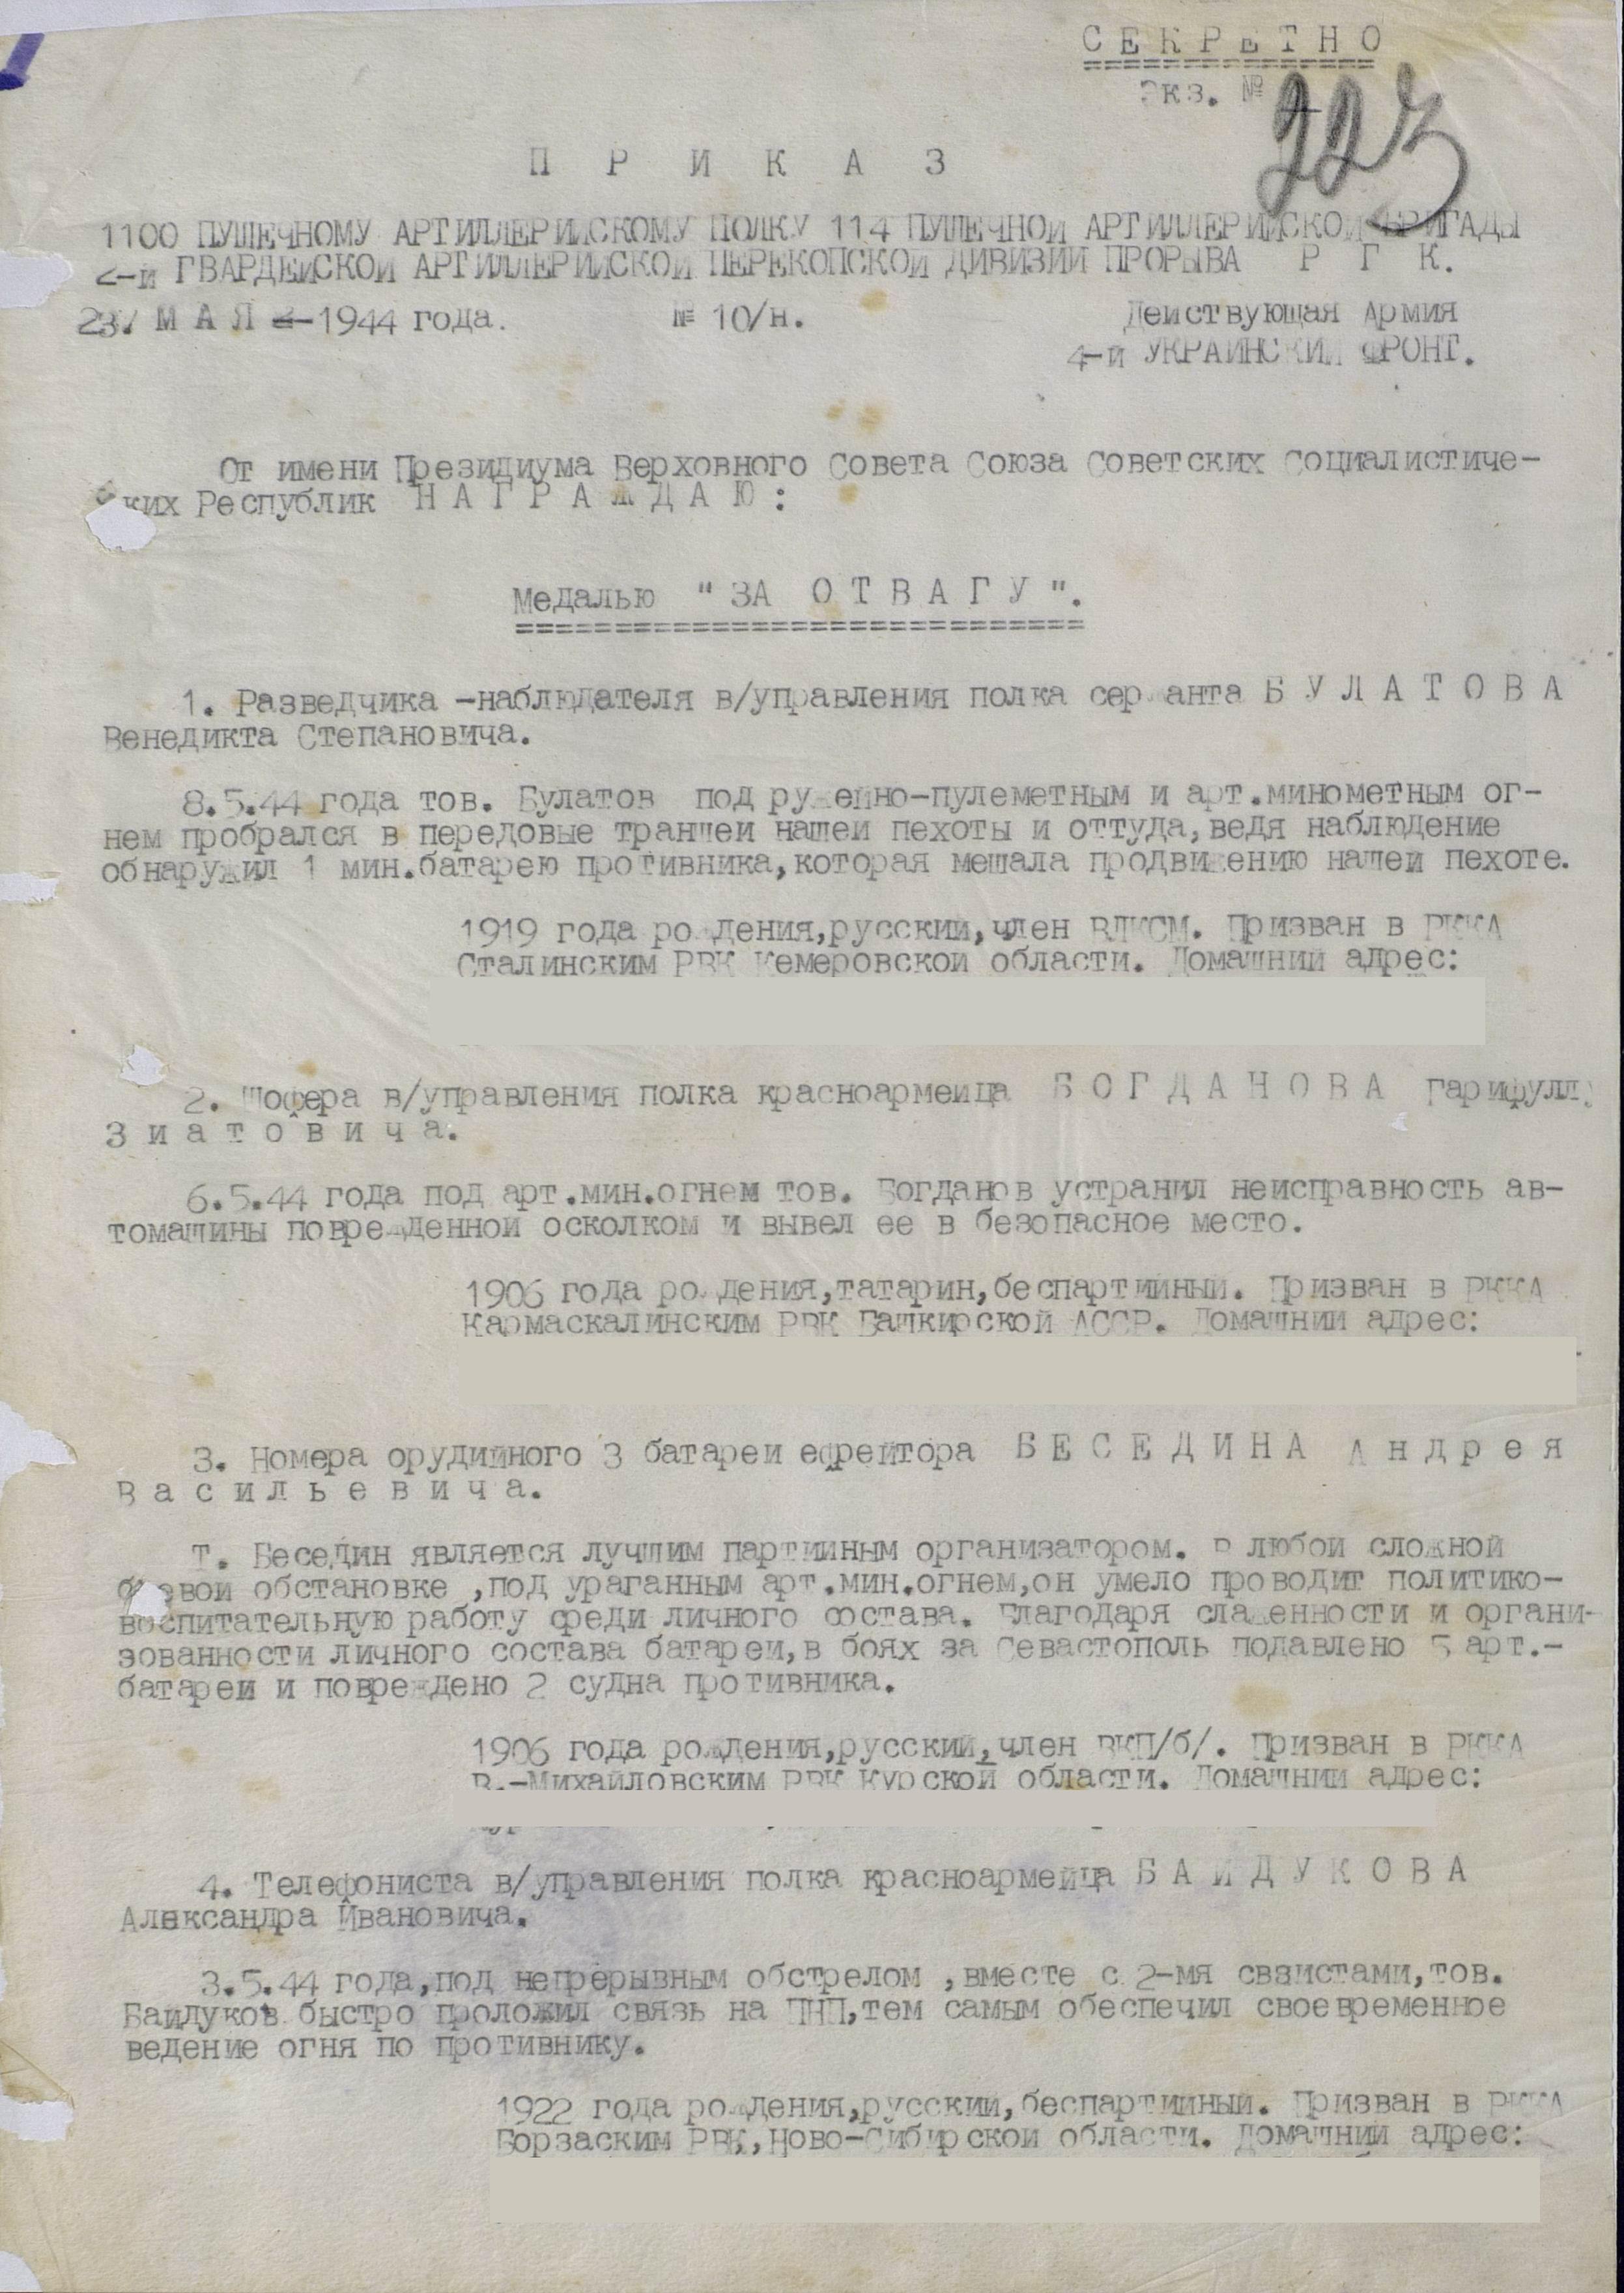 С Е К Р Е Т Н О
Экз. №
223
П Р И К А З
1100 ПУШЕЧНОМУ АРТИЛЛЕРИЙСКОМУ ПОЛКУ 114 ПУШЕЧНОЙ АРТИЛЛЕРИЙСКОЙ БРИГАДЫ
2-й ГВАРДЕЙСКОЙ АРТИЛЛЕРИЙСКОЙ ПЕРЕКОПСКОЙ ДИВИЗИИ ПРОРЫВА Р Г К.
23. М А Я 1944 года. № 10/н. Действующая Армия
4-й УКРАИНСКИЙ ФРОНТ.
От имени Президиума Верховного Совета Союза Советских Социалистиче-
ских Республик Н А Г Р А Ж Д А Ю :
Медалью " ЗА О Т В А Г У ".
1. Разведчика -наблюдателя в/управления полка сержанта Б У Л А Т О В А
Венедикта Степановича.
8.5.44 года тов. Булатов под ружейно-пулеметным и арт.минометным ог-
нем пробрался в передовые траншеи нашей пехоты и оттуда,ведя наблюдение
обнаружил 1 мин.батарею противника,которая мешала продвижению нашей пехоте.
1919 года рождения,русский,член ВЛКСМ. Призван в РККА
Сталинским РВК Кемеровской области. Домашний адрес:
2. Шофера в/управления полка красноармейца Б О Г Д А Н О В А Гарифуллу
З и а т о в и ч а.
6.5.44 года под арт.мин.огнем тов. Богданов устранил неисправность ав-
томашины поврежденной осколком и вывел ее в безопасное место.
1906 года рождения,татарин,беспартийный. Призван в РККА
Кармаскалинским РВК Башкирской АССР. Домашний адрес:
3. Номера орудийного 3 батареи ефрейтора Б Е С Е Д И Н А А н д р е я
В а с и л ь е в и ч а.
Т. Беседин является лучшим партийным организатором. В любой сложной
боевой обстановке ,под ураганным арт.мин.огнем,он умело проводит политико-
воспитательную работу среди личного состава. Благодаря слаженности и органи-
зованности личного состава батареи,в боях за Севастополь подавлено 5 арт.-
батареи и повреждено 2 судна противника.
1906 года рождения,русский,член ВКП/б/. Призван в РККА
В.-Михайловским РВК Курской области. Домашний адрес:
4. Телефониста в/управления полка красноармейца Б А Й Д У К О В А
Александра Ивановича.
3.5.44 года,под непрерывным обстрелом ,вместе с 2-мя связистами,тов.
Байдуков быстро проложил связь на ПНП,тем самым обеспечил своевременное
ведение огня по противнику.
1922 года рождения,русский,беспартийный. Призван в РККА
Борзаским РВК,Ново-Сибирской области. Домашний адрес: